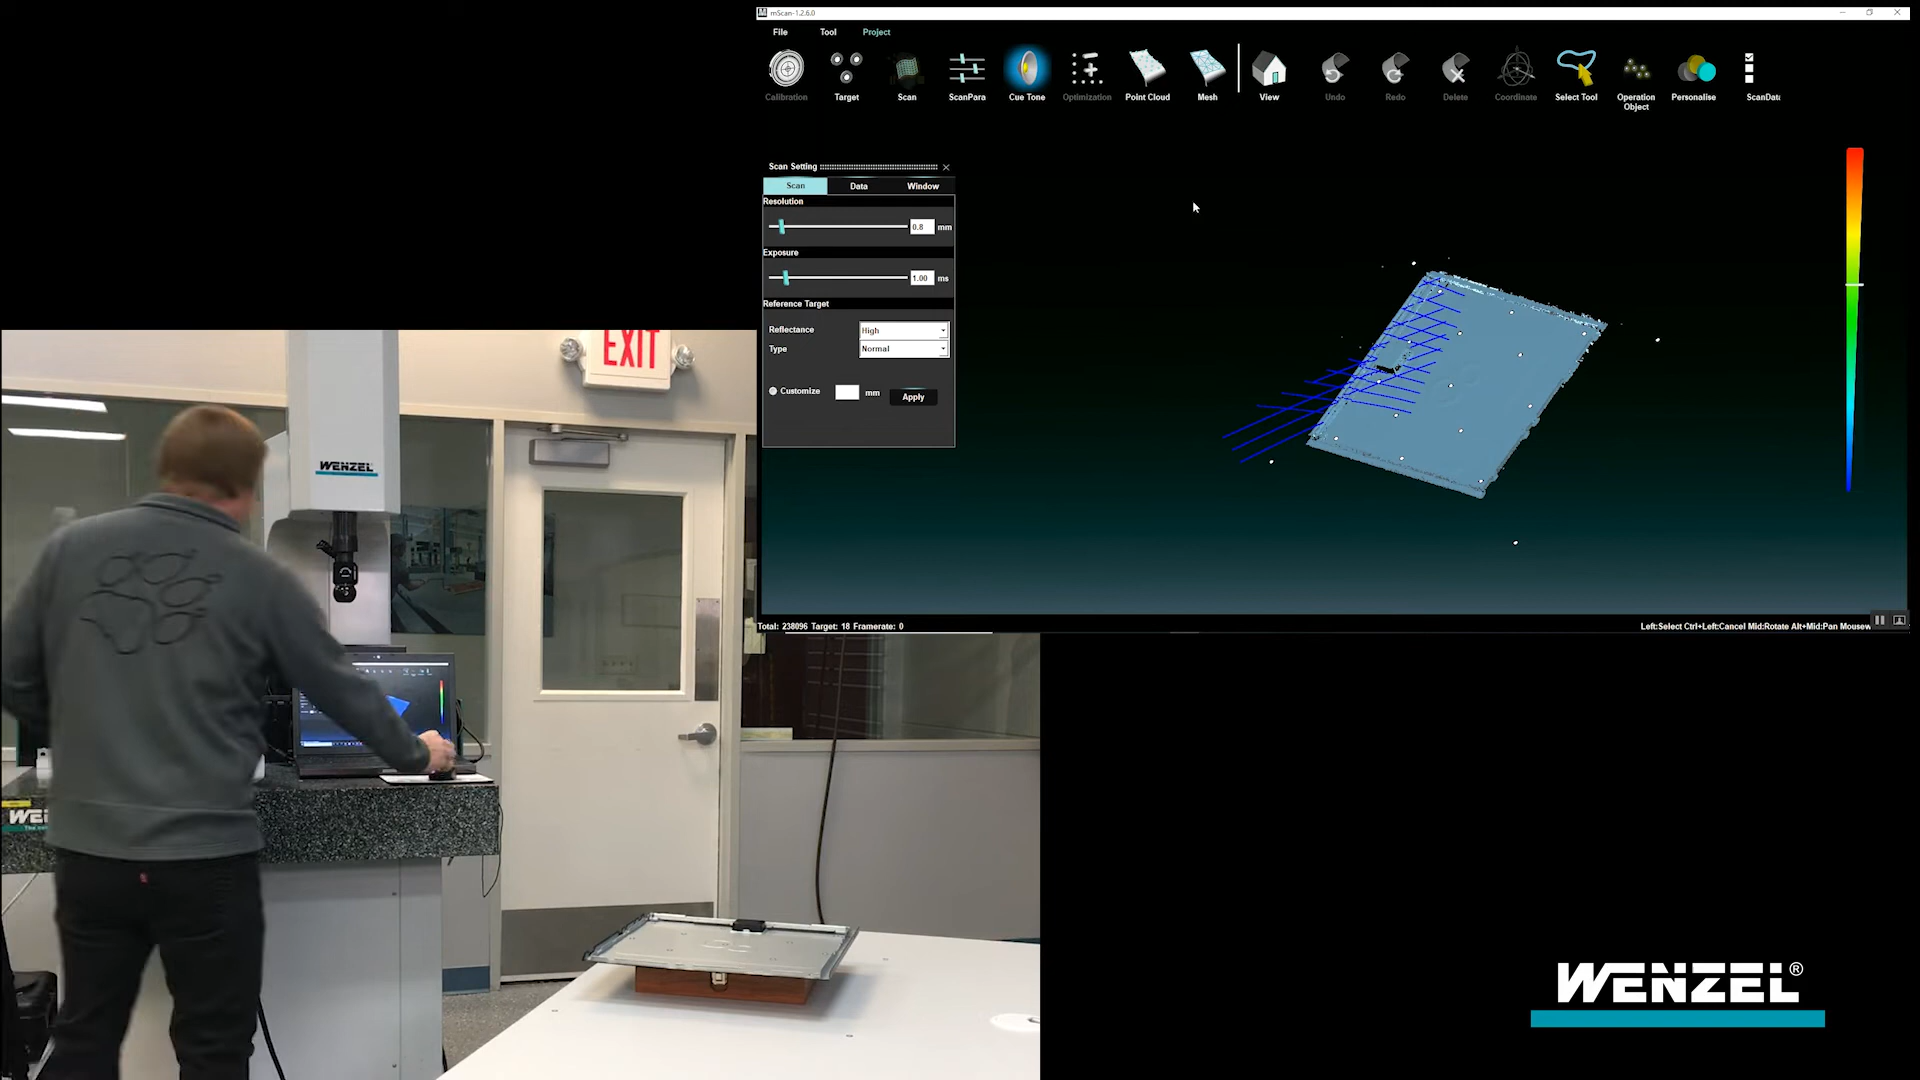 mScan-1.2.6.0
File Tool Project
Calibration Target Scan ScanPara Cue Tone Optimization Point Cloud Mesh View Undo Redo Delete Coordinate Select Tool Operation Object Personalise ScanData
Scan Setting
Scan Data Window
Resolution
0.8 mm
Exposure
1.00 ms
Reference Target
Reflectance High
Type Normal
Customize mm Apply
Total: 238096 Target: 18 Framerate: 0
Left:Select Ctrl+Left:Cancel Mid:Rotate Alt+Mid:Pan Mousew
EXIT
WENZEL
WE
WENZEL®